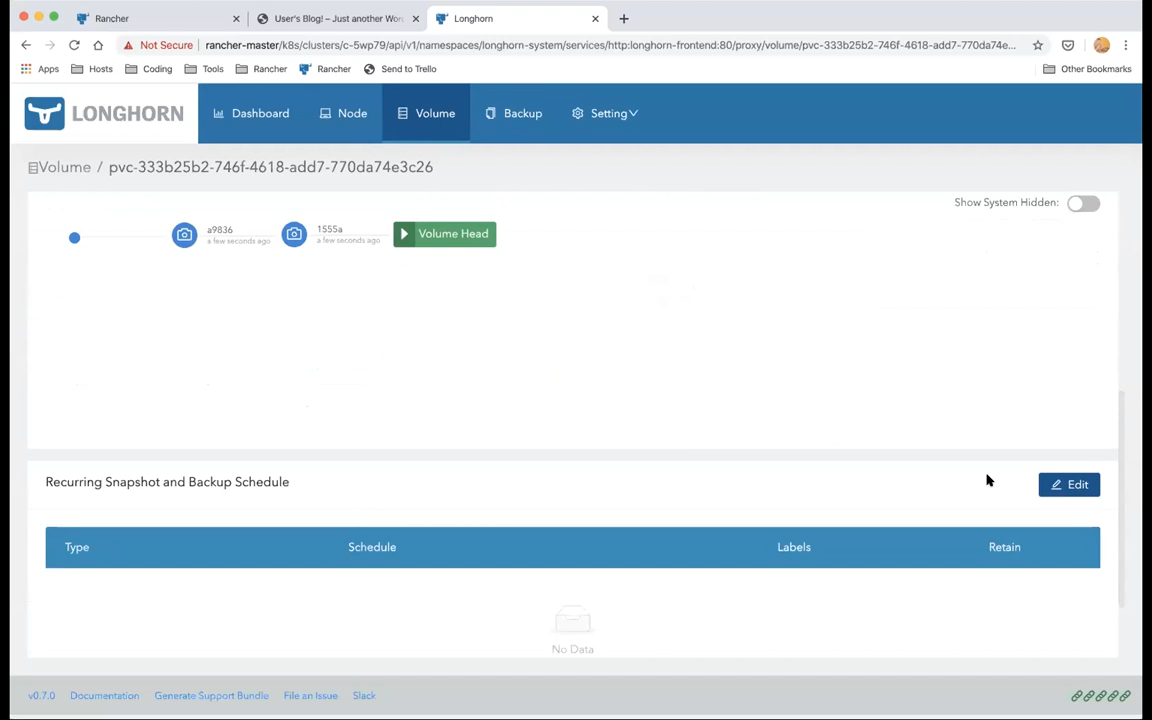 Rancher
User's Blog! – Just another Wor
Longhorn
Not Secure
rancher-master/k8s/clusters/c-5wp79/api/v1/namespaces/longhorn-system/services/http:longhorn-frontend:80/proxy/volume/pvc-333b25b2-746f-4618-add7-770da74e...
Apps
Hosts
Coding
Tools
Rancher
Rancher
Send to Trello
Other Bookmarks
LONGHORN
Dashboard
Node
Volume
Backup
Setting
Volume / pvc-333b25b2-746f-4618-add7-770da74e3c26
Show System Hidden:
a9836
a few seconds ago
1555a
a few seconds ago
Volume Head
Recurring Snapshot and Backup Schedule
Edit
Type
Schedule
Labels
Retain
No Data
v0.7.0
Documentation
Generate Support Bundle
File an Issue
Slack